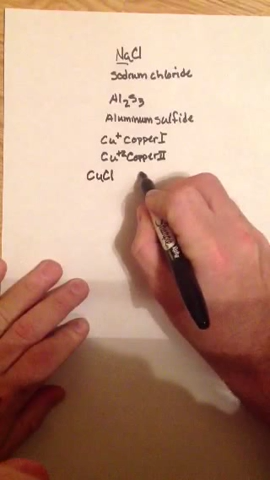 NaCl
sodium chloride
Al2S3
Aluminum sulfide
Cu+ Copper I
Cu+2 Copper II
CuCl